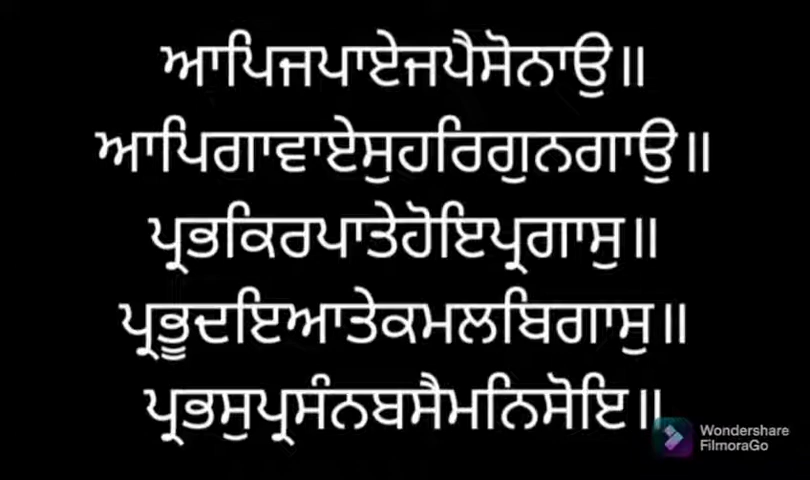 ਆਪਿਜਪਾਏਜਪੈਸੋਨਾਉ॥
ਆਪਿਗਾਵਾਏਸੁਹਰਿਗੁਨਗਾਉ॥
ਪ੍ਰਭਕਿਰਪਾਤੇਹੋਇਪ੍ਰਗਾਸੁ॥
ਪ੍ਰਭੂਦਇਆਤੇਕਮਲਬਿਗਾਸੁ॥
ਪ੍ਰਭਸੁਪ੍ਰਸੰਨਬਸੈਮਨਿਸੋਇ॥
Wondershare
FilmoraGo